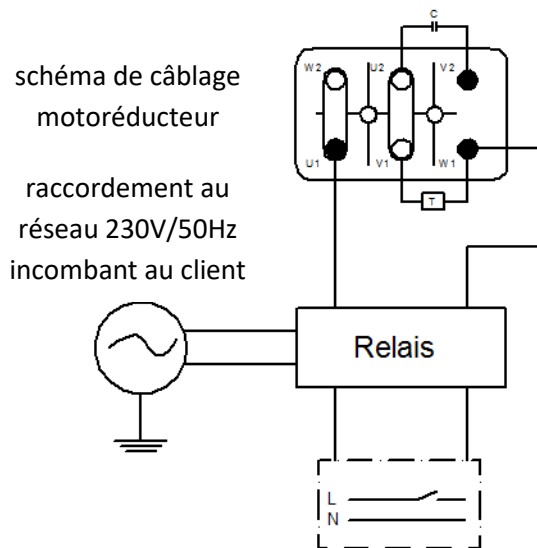 C
W2
U2
V2
U1
V1
W1
T
schéma de câblage
motoréducteur
raccordement au
réseau 230V/50Hz
incombant au client
Relais
L
N